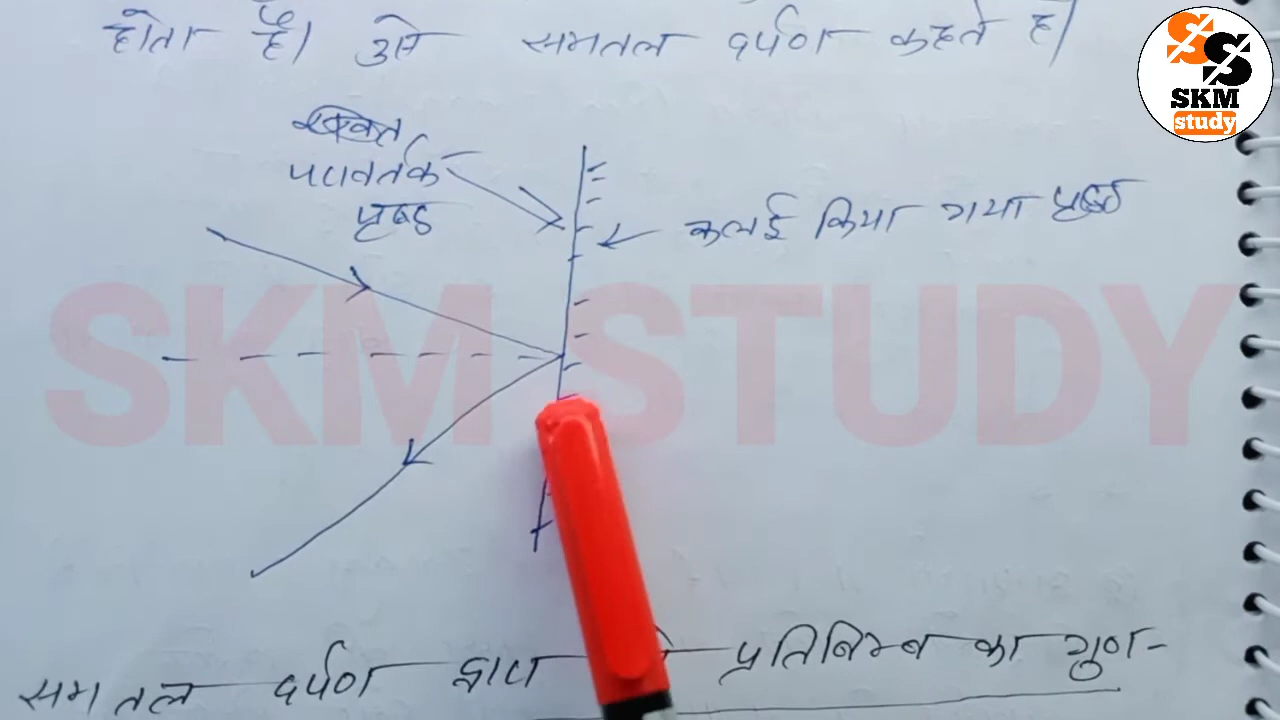 होता है। उसे समतल दर्पण कहते है।
SKM
study
परावर्तक
पृष्ठ
कलई किया गया पृष्ठ
SKM STUDY
समतल दर्पण द्वारा प्रतिबिम्ब का गुण-